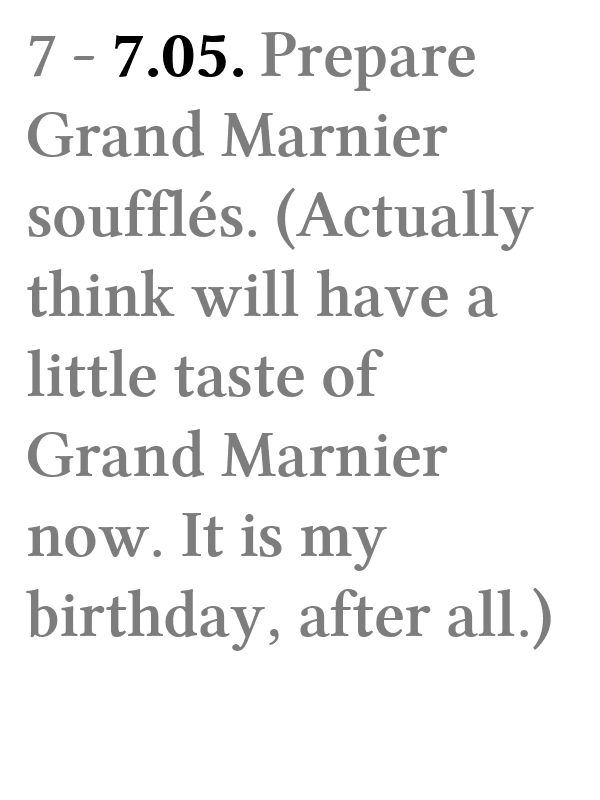 7 - 7.05. Prepare
Grand Marnier
soufflés. (Actually
think will have a
little taste of
Grand Marnier
now. It is my
birthday, after all.)